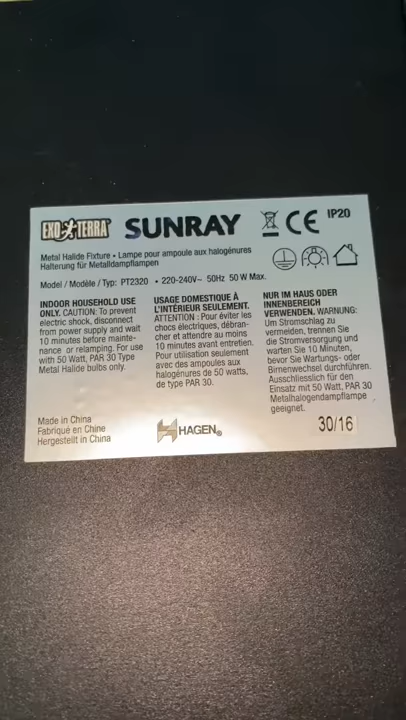 EXO TERRA SUNRAY CE IP20
Metal Halide Fixture • Lampe pour ampoule aux halogénures
Halterung für Metalldampflampen
Model / Modèle / Typ: PT2320 • 220-240V~ 50Hz 50 W Max.
INDOOR HOUSEHOLD USE
ONLY. CAUTION: To prevent
electric shock, disconnect
from power supply and wait
10 minutes before mainte-
nance or relamping. For use
with 50 Watt, PAR 30 Type
Metal Halide bulbs only.
USAGE DOMESTIQUE À
L'INTÉRIEUR SEULEMENT.
ATTENTION : Pour éviter les
chocs électriques, débran-
cher et attendre au moins
10 minutes avant entretien.
Pour utilisation seulement
avec des ampoules aux
halogénures de 50 watts,
de type PAR 30.
NUR IM HAUS ODER
INNENBEREICH
VERWENDEN. WARNUNG:
Um Stromschlag zu
vermelden, trennen Sie
die Stromversorgung und
warten Sie 10 Minuten,
bevor Sie Wartungs- oder
Birnenwechsel durchführen.
Ausschliesslich für den
Einsatz mit 50 Watt, PAR 30
Metalhalogendampflampe
geeignet.
Made in China
Fabriqué en Chine
Hergestellt in China
HAGEN®
30/16